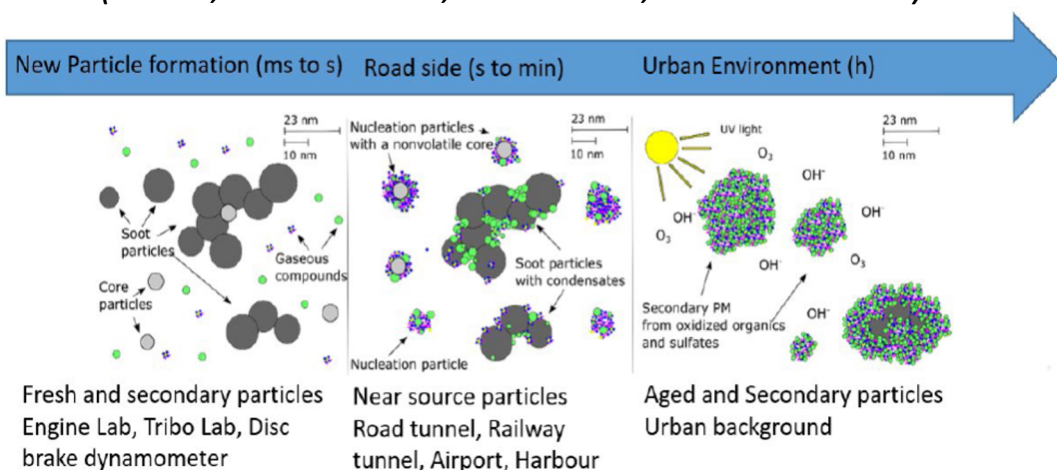 New Particle formation (ms to s)
Road side (s to min)
Urban Environment (h)
23 nm
10 nm
Soot
particles
Gaseous
compounds
Core
particles
Nucleation particles
with a nonvolatile core
23 nm
10 nm
Soot particles
with condensates
Nucleation particle
UV light
23 nm
10 nm
O₃
OH⁻
OH⁻
OH⁻
O₃
OH⁻
O₃
OH⁻
Secondary PM
from oxidized organics
and sulfates
Fresh and secondary particles
Engine Lab, Tribo Lab, Disc
brake dynamometer
Near source particles
Road tunnel, Railway
tunnel, Airport, Harbour
Aged and Secondary particles
Urban background